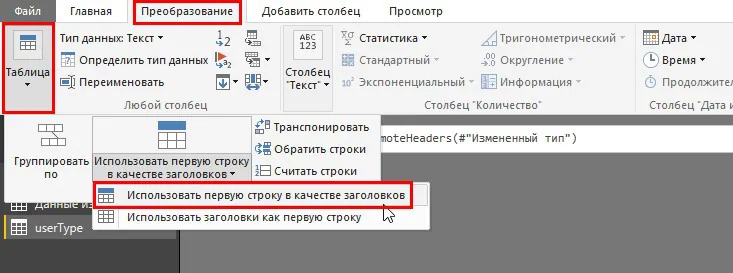 Файл Главная Преобразование Добавить столбец Просмотр
Таблица
Тип данных: Текст
Определить тип данных
Переименовать
Любой столбец
ABC
123
Столбец
"Текст"
Статистика
Стандартный
Экспоненциальный
Тригонометрический
Округление
Информация
Столбец "Количество"
Дата
Время
Продолжител
Столбец "Дата и
Группировать
по
Использовать первую строку
в качестве заголовков
Транспонировать
Обратить строки
Считать строки
moteHeaders(#"Измененный тип")
Использовать первую строку в качестве заголовков
Использовать заголовки как первую строку
Данные из
userType